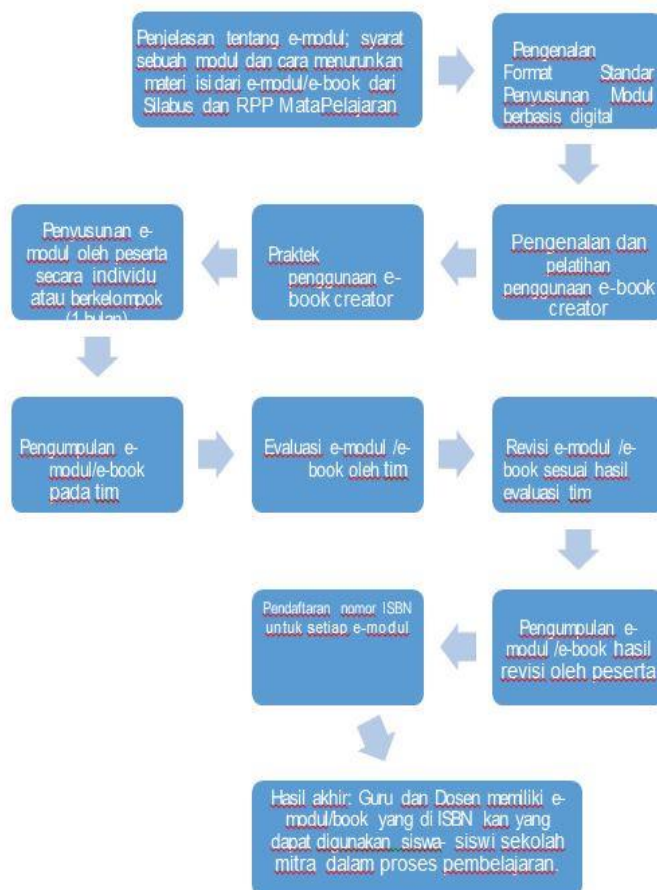 Penjelasan tentang e-modul; syarat
sebuah modul dan cara menurunkan
materi isi dari e-modul/e-book dari
Silabus dan RPP MataPelajaran
Pengenalan
Format Standar
Penyusunan Modul
berbasis digital
Pengenalan dan
pelatihan
penggunaan e-book
creator
Praktek
penggunaan e-
book creator
Penyusunan e-
modul oleh peserta
secara individu
atau berkelompok
(1 bulan)
Pengumpulan e-
modul/e-book
pada tim
Evaluasi e-modul /e-
book oleh tim
Revisi e-modul /e-
book sesuai hasil
evaluasi tim
Pengumpulan e-
modul /e-book hasil
revisi oleh peserta
Pendaftaran nomor ISBN
untuk setiap e-modul
Hasil akhir: Guru dan Dosen memiliki e-
modul/book yang di ISBN kan yang
dapat digunakan siswa- siswi sekolah
mitra dalam proses pembelajaran.